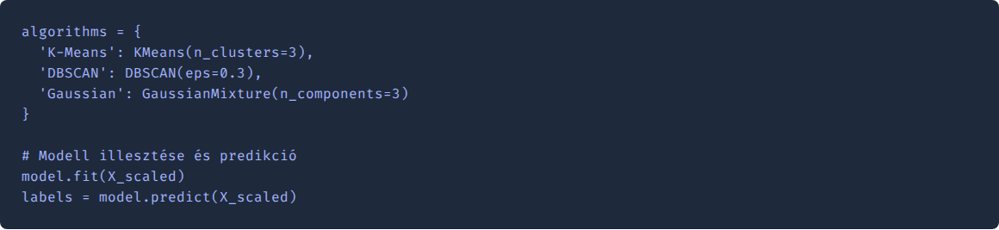 algorithms = {
  'K-Means': KMeans(n_clusters=3),
  'DBSCAN': DBSCAN(eps=0.3),
  'Gaussian': GaussianMixture(n_components=3)
}
# Modell illesztése és predikció
model.fit(X_scaled)
labels = model.predict(X_scaled)